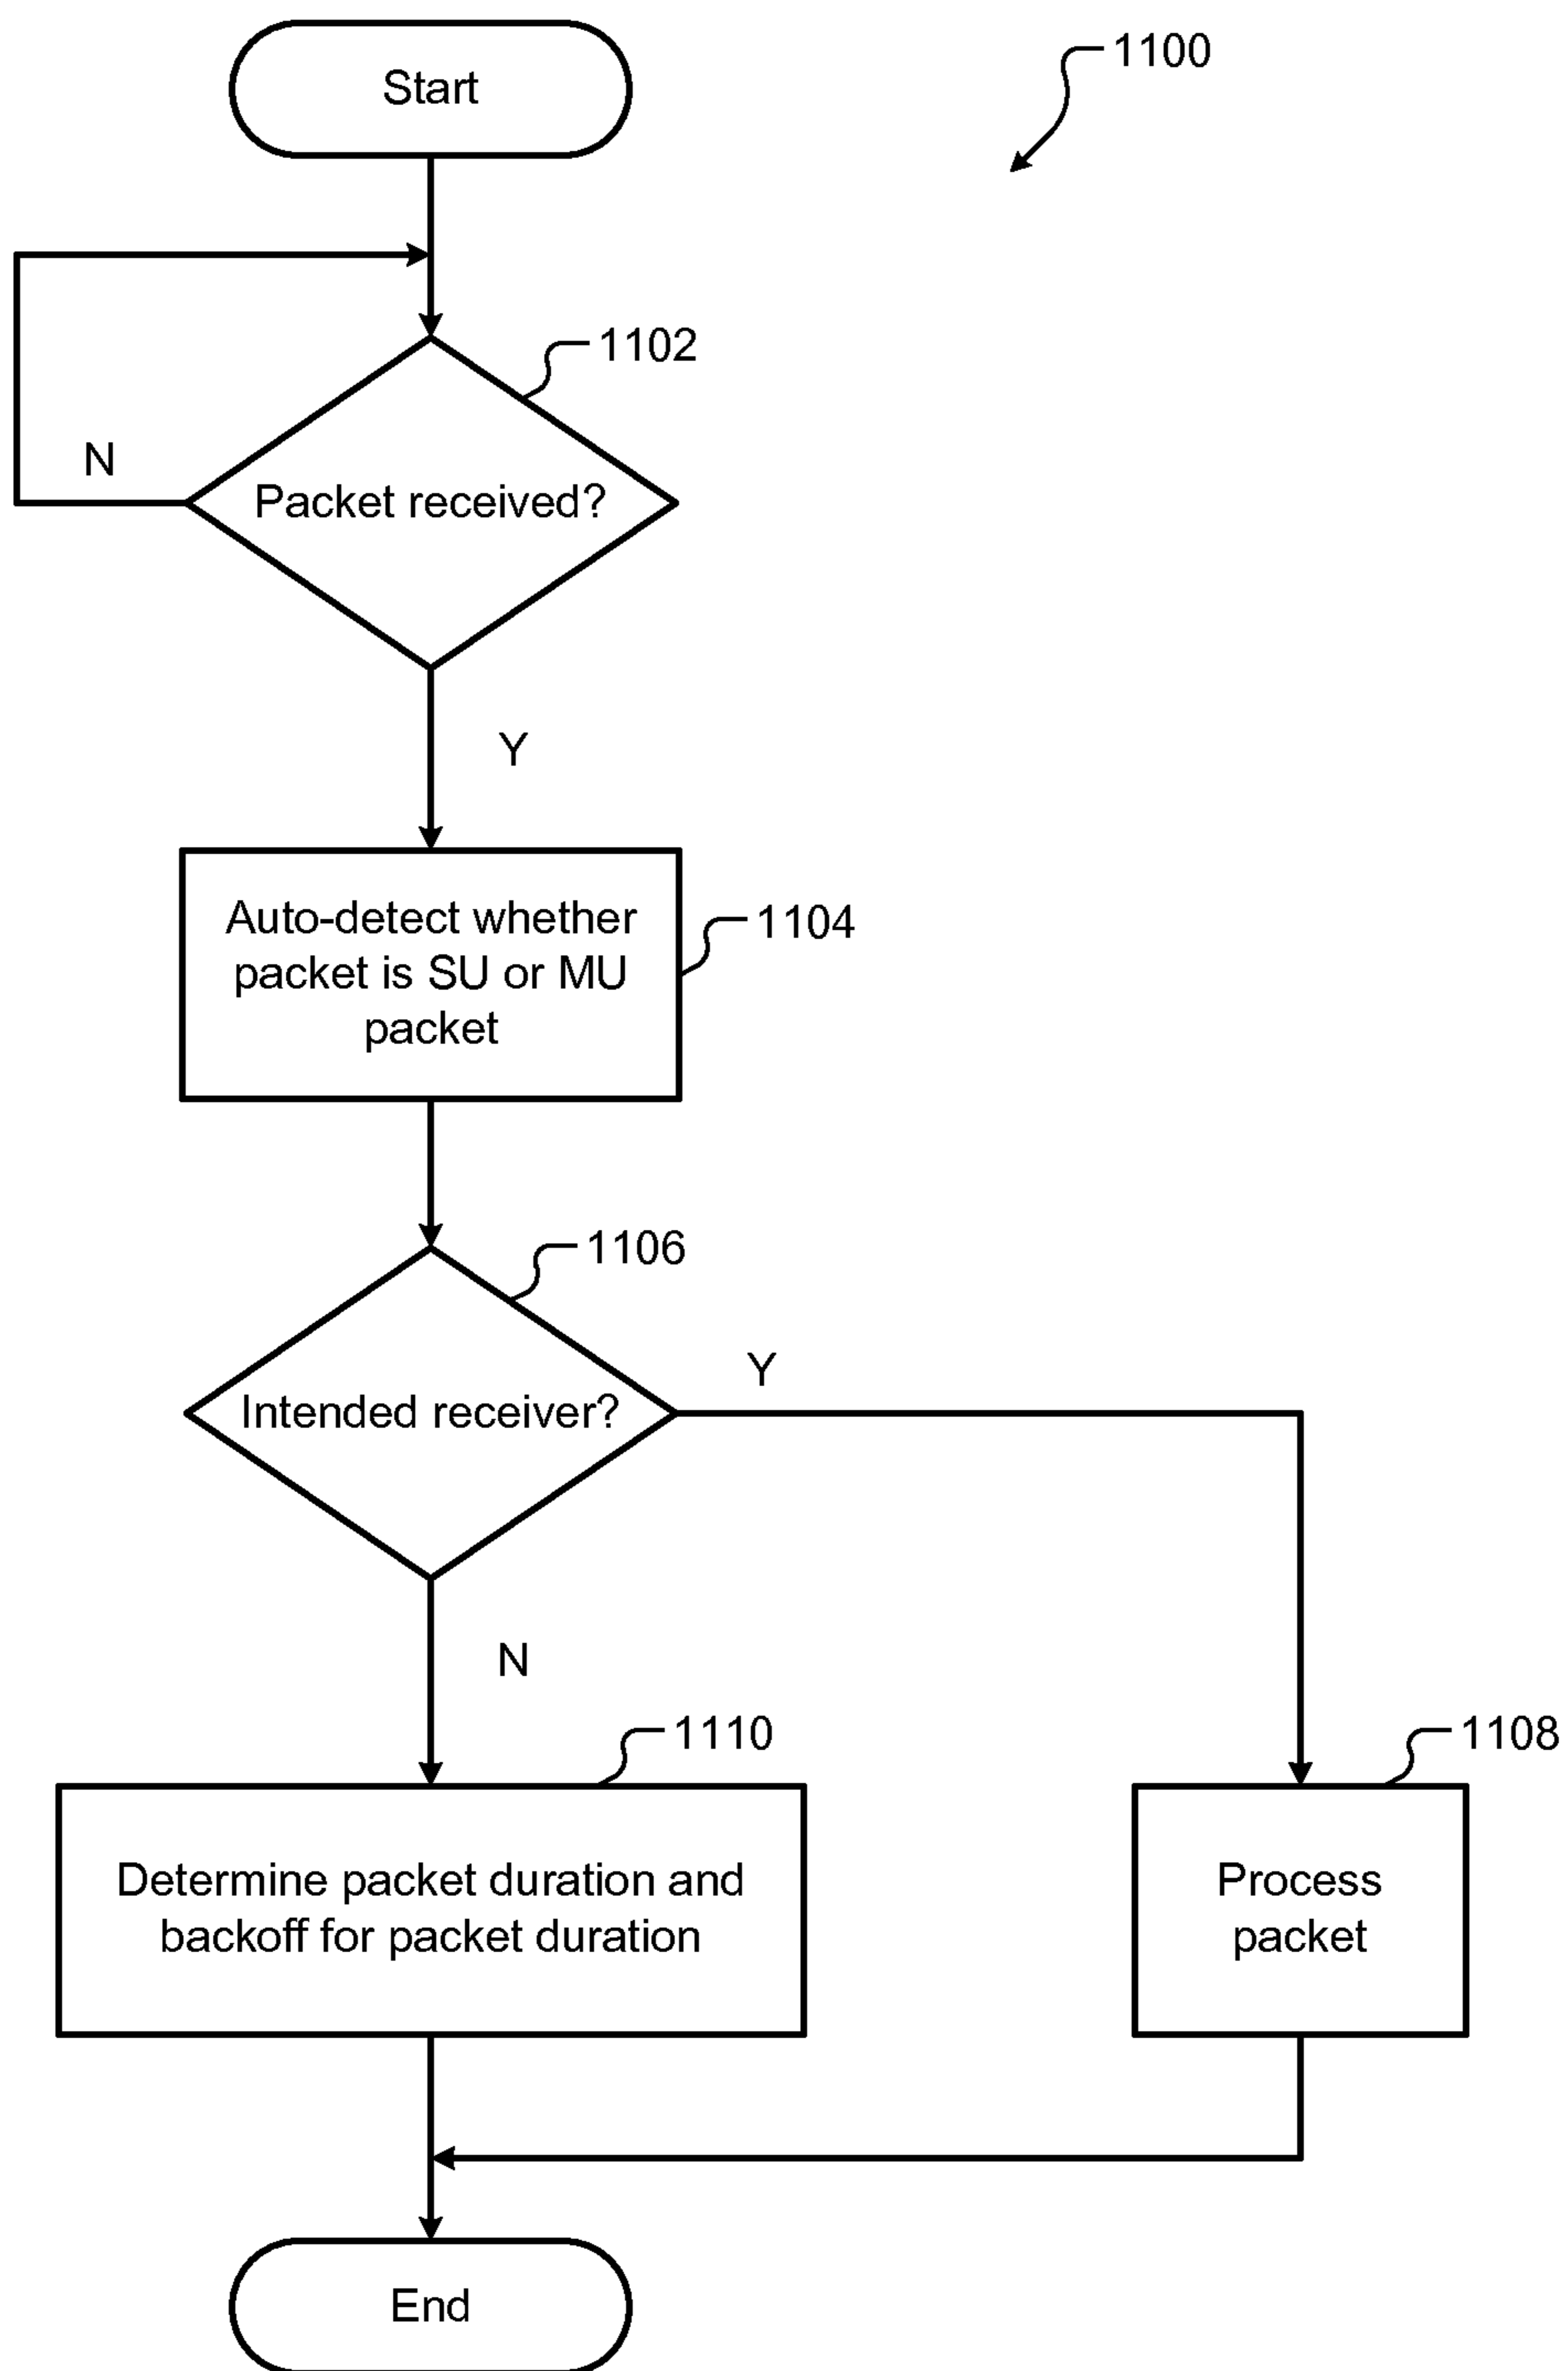 Start
1100
1102
N
Packet received?
Y
Auto-detect whether
packet is SU or MU
packet
1104
1106
Y
Intended receiver?
N
1110
1108
Determine packet duration and
backoff for packet duration
Process
packet
End